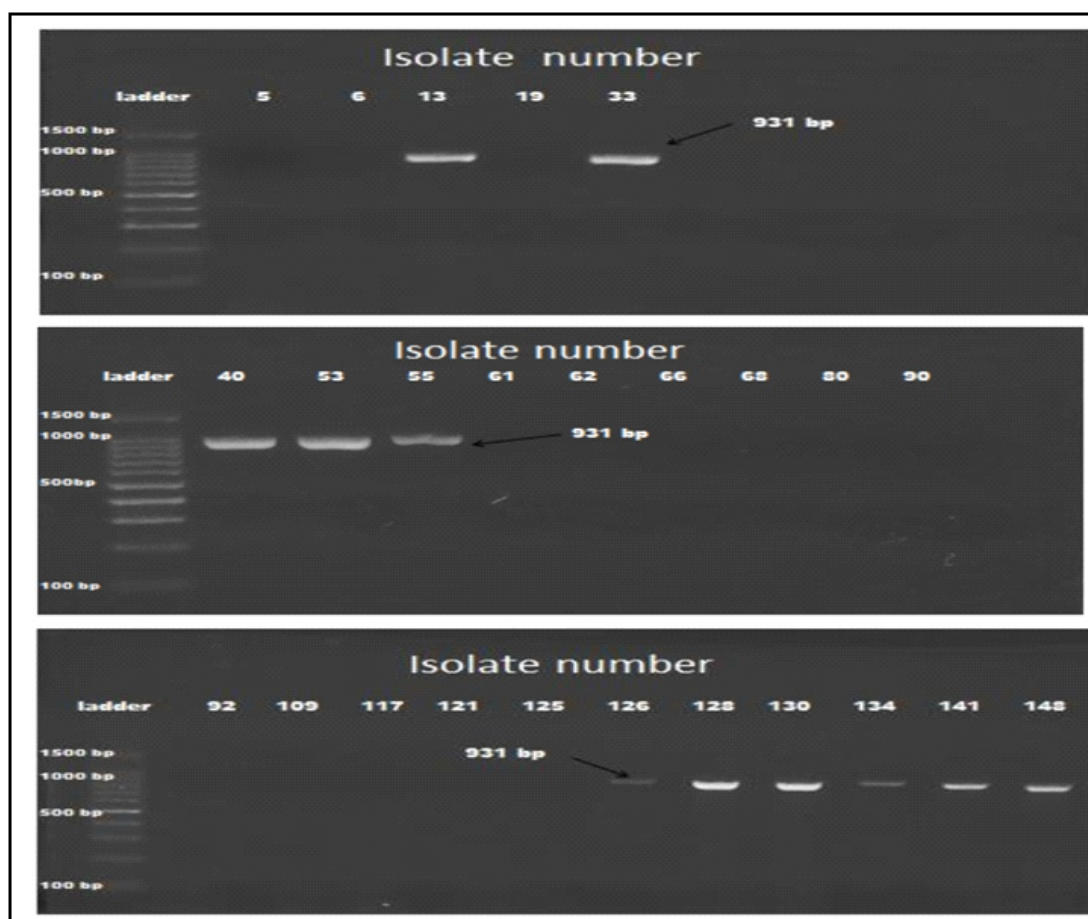 Isolate number
ladder 5 6 13 19 33
931 bp
1500 bp
1000 bp
500 bp
100 bp
Isolate number
ladder 40 53 55 61 62 66 68 80 90
1500 bp
1000 bp
931 bp
500bp
100 bp
Isolate number
ladder 92 109 117 121 125 126 128 130 134 141 148
931 bp
1500 bp
1000 bp
500 bp
100 bp